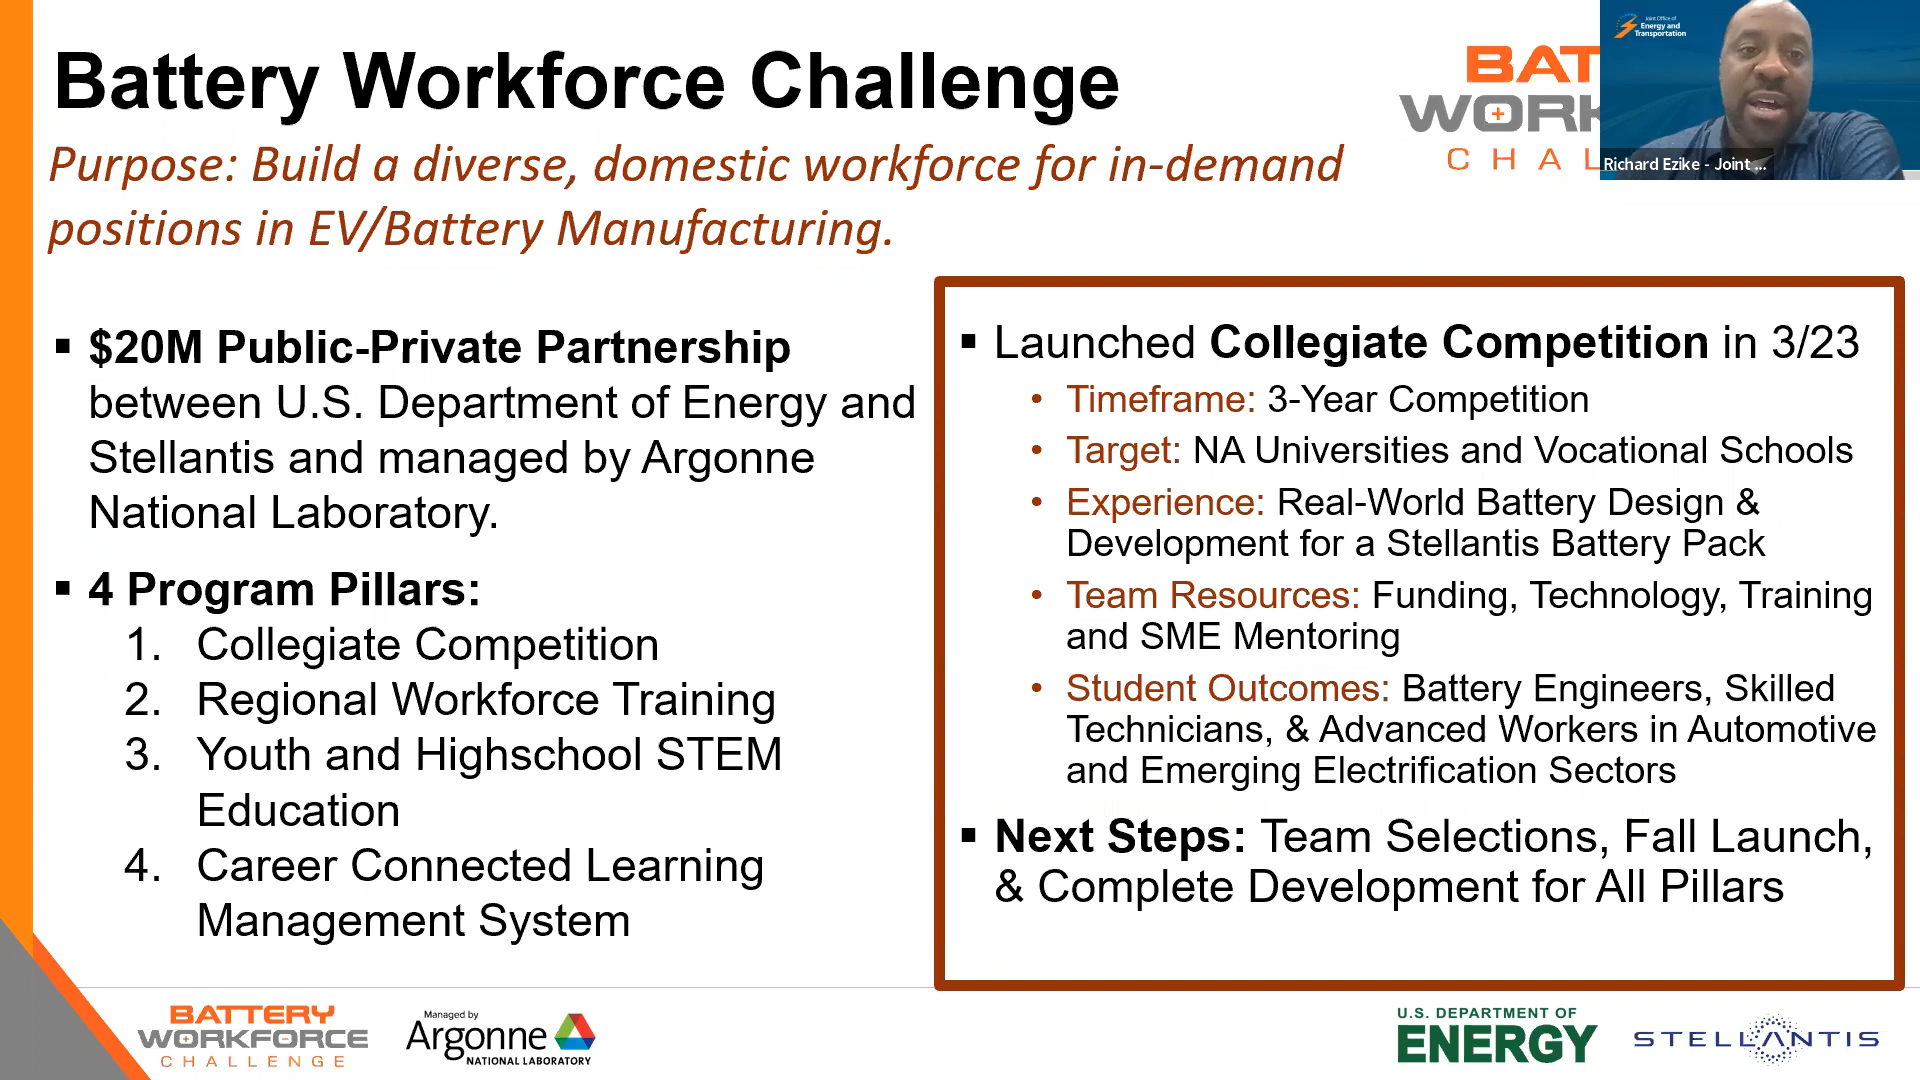 Battery Workforce Challenge
Purpose: Build a diverse, domestic workforce for in-demand
positions in EV/Battery Manufacturing.
BAT
WORK
CHAL
Joint Office of
Energy and
Transportation
Richard Ezike - Joint ...
▪ $20M Public-Private Partnership
between U.S. Department of Energy and
Stellantis and managed by Argonne
National Laboratory.
▪ 4 Program Pillars:
1. Collegiate Competition
2. Regional Workforce Training
3. Youth and Highschool STEM
Education
4. Career Connected Learning
Management System
▪ Launched Collegiate Competition in 3/23
• Timeframe: 3-Year Competition
• Target: NA Universities and Vocational Schools
• Experience: Real-World Battery Design &
Development for a Stellantis Battery Pack
• Team Resources: Funding, Technology, Training
and SME Mentoring
• Student Outcomes: Battery Engineers, Skilled
Technicians, & Advanced Workers in Automotive
and Emerging Electrification Sectors
▪ Next Steps: Team Selections, Fall Launch,
& Complete Development for All Pillars
BATTERY
WORKFORCE
CHALLENGE
Managed by
Argonne
NATIONAL LABORATORY
U.S. DEPARTMENT OF
ENERGY
STELLANTIS